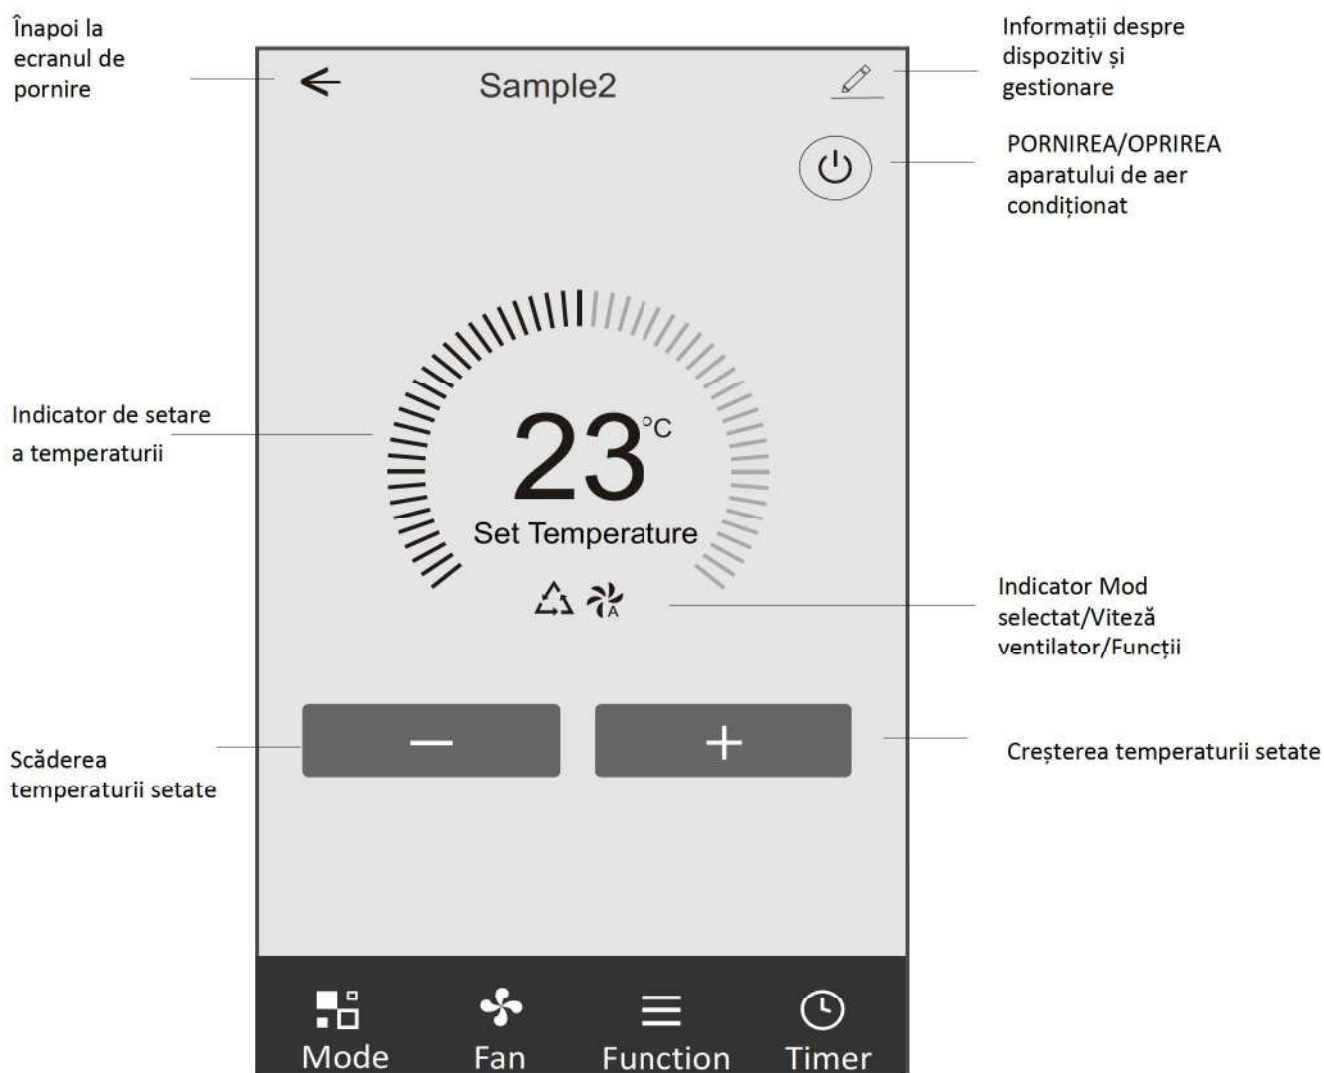 Înapoi la
ecranul de
pornire
Sample2
Informații despre
dispozitiv și
gestionare
PORNIREA/OPRIREA
aparatului de aer
condiționat
Indicator de setare
a temperaturii
23°C
Set Temperature
A
Indicator Mod
selectat/Viteză
ventilator/Funcții
Scăderea
temperaturii setate
−
+
Creșterea temperaturii setate
Mode Fan Function Timer